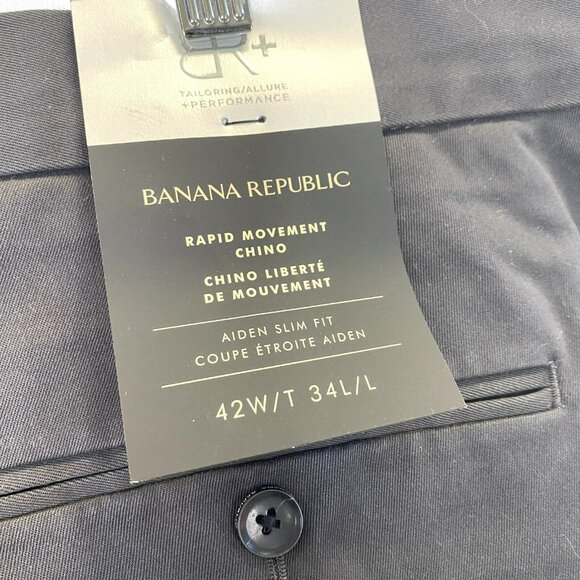 BR+
TAILORING/ALLURE
+PERFORMANCE
BANANA REPUBLIC
RAPID MOVEMENT
CHINO
CHINO LIBERTÉ
DE MOUVEMENT
AIDEN SLIM FIT
COUPE ÉTROITE AIDEN
42W/T 34L/L